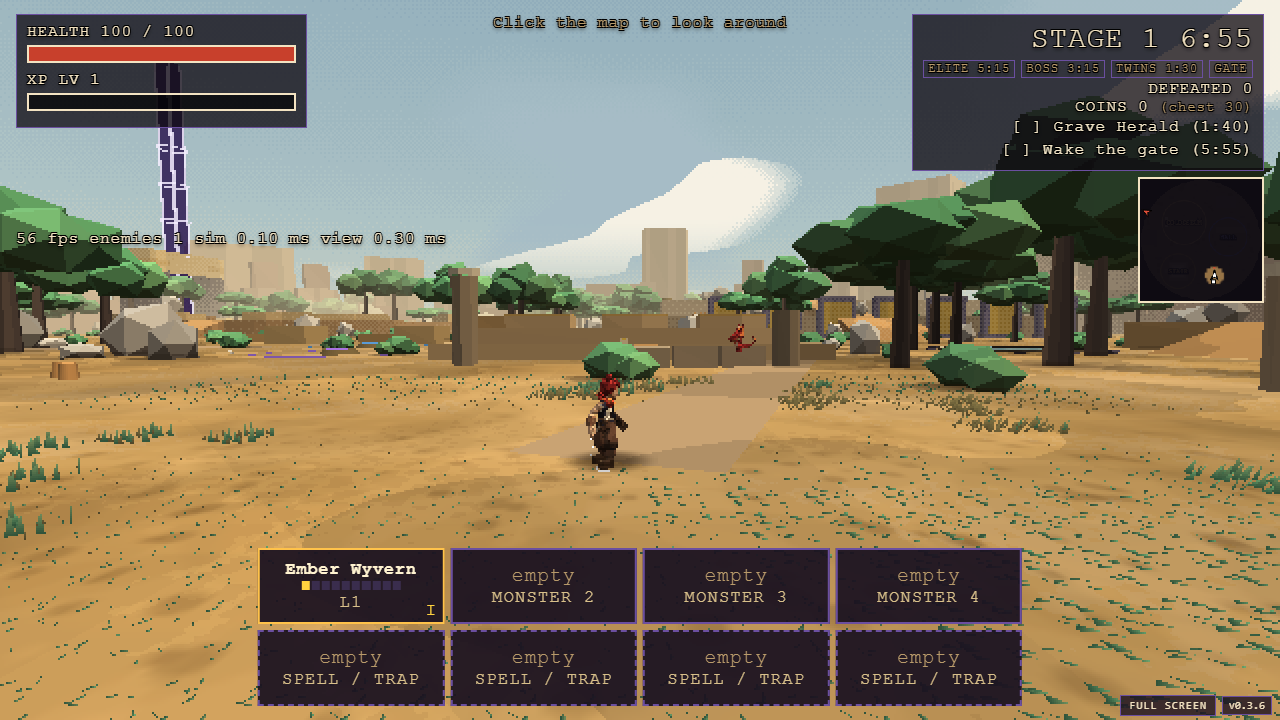 HEALTH 100 / 100
XP LV 1
Click the map to look around
STAGE 1 6:55
ELITE 5:15 BOSS 3:15 TWINS 1:30 GATE
DEFEATED 0
COINS 0 (chest 30)
[ ] Grave Herald (1:40)
[ ] Wake the gate (5:55)
56 fps enemies 1 sim 0.10 ms view 0.30 ms
Ember Wyvern
L1
I
empty
MONSTER 2
empty
MONSTER 3
empty
MONSTER 4
empty
SPELL / TRAP
empty
SPELL / TRAP
empty
SPELL / TRAP
empty
SPELL / TRAP
FULL SCREEN
v0.3.6